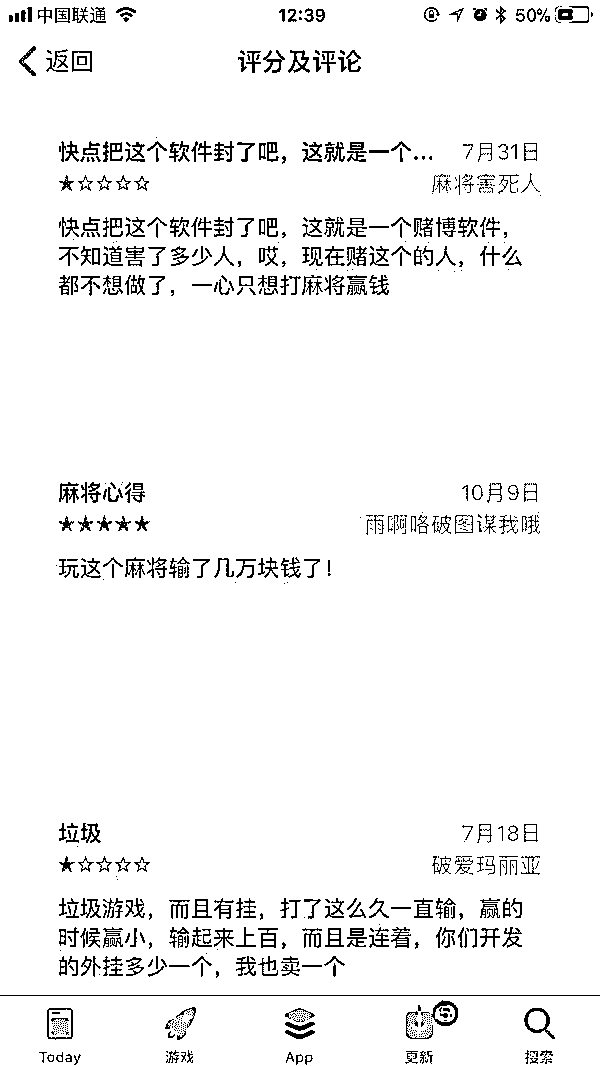 中国联通 12:39 50%
返回 评分及评论
快点把这个软件封了吧，这就是一个... 7月31日
★☆☆☆☆ 麻将害死人
快点把这个软件封了吧，这就是一个赌博软件，
不知道害了多少人，哎，现在赌这个的人，什么
都不想做了，一心只想打麻将赢钱
麻将心得 10月9日
★★★★★ 雨啊咯破图谋我哦
玩这个麻将输了几万块钱了！
垃圾 7月18日
★☆☆☆☆ 破爱玛丽亚
垃圾游戏，而且有挂，打了这么久一直输，赢的
时候赢小，输起来上百，而且是连着，你们开发
的外挂多少一个，我也卖一个
Today 游戏 App 更新 搜索